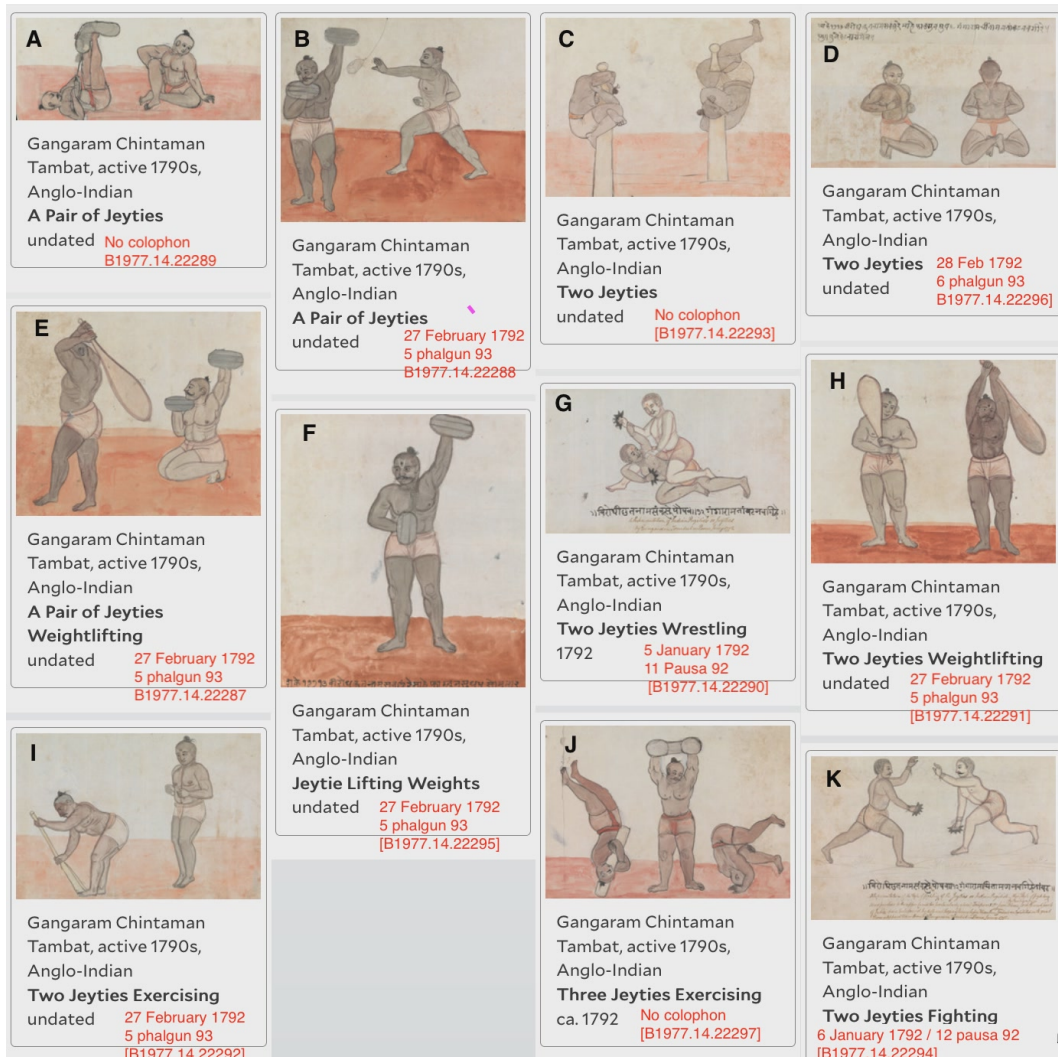 A
Gangaram Chintaman
Tambat, active 1790s,
Anglo-Indian
A Pair of Jeyties
undated
No colophon
B1977.14.22289
B
Gangaram Chintaman
Tambat, active 1790s,
Anglo-Indian
A Pair of Jeyties
undated
27 February 1792
5 phalgun 93
B1977.14.22288
C
Gangaram Chintaman
Tambat, active 1790s,
Anglo-Indian
Two Jeyties
undated
No colophon
[B1977.14.22293]
D
Gangaram Chintaman
Tambat, active 1790s,
Anglo-Indian
Two Jeyties
undated
28 Feb 1792
6 phalgun 93
B1977.14.22296]
E
Gangaram Chintaman
Tambat, active 1790s,
Anglo-Indian
A Pair of Jeyties
Weightlifting
undated
27 February 1792
5 phalgun 93
B1977.14.22287
F
Gangaram Chintaman
Tambat, active 1790s,
Anglo-Indian
Jeytie Lifting Weights
undated
27 February 1792
5 phalgun 93
[B1977.14.22295]
G
Gangaram Chintaman
Tambat, active 1790s,
Anglo-Indian
Two Jeyties Wrestling
1792
5 January 1792
11 Pausa 92
[B1977.14.22290]
H
Gangaram Chintaman
Tambat, active 1790s,
Anglo-Indian
Two Jeyties Weightlifting
undated
27 February 1792
5 phalgun 93
[B1977.14.22291]
I
Gangaram Chintaman
Tambat, active 1790s,
Anglo-Indian
Two Jeyties Exercising
undated
27 February 1792
5 phalgun 93
[B1977.14.22292]
J
Gangaram Chintaman
Tambat, active 1790s,
Anglo-Indian
Three Jeyties Exercising
ca. 1792
No colophon
[B1977.14.22297]
K
Gangaram Chintaman
Tambat, active 1790s,
Anglo-Indian
Two Jeyties Fighting
6 January 1792 / 12 pausa 92
[B1977.14.22294]